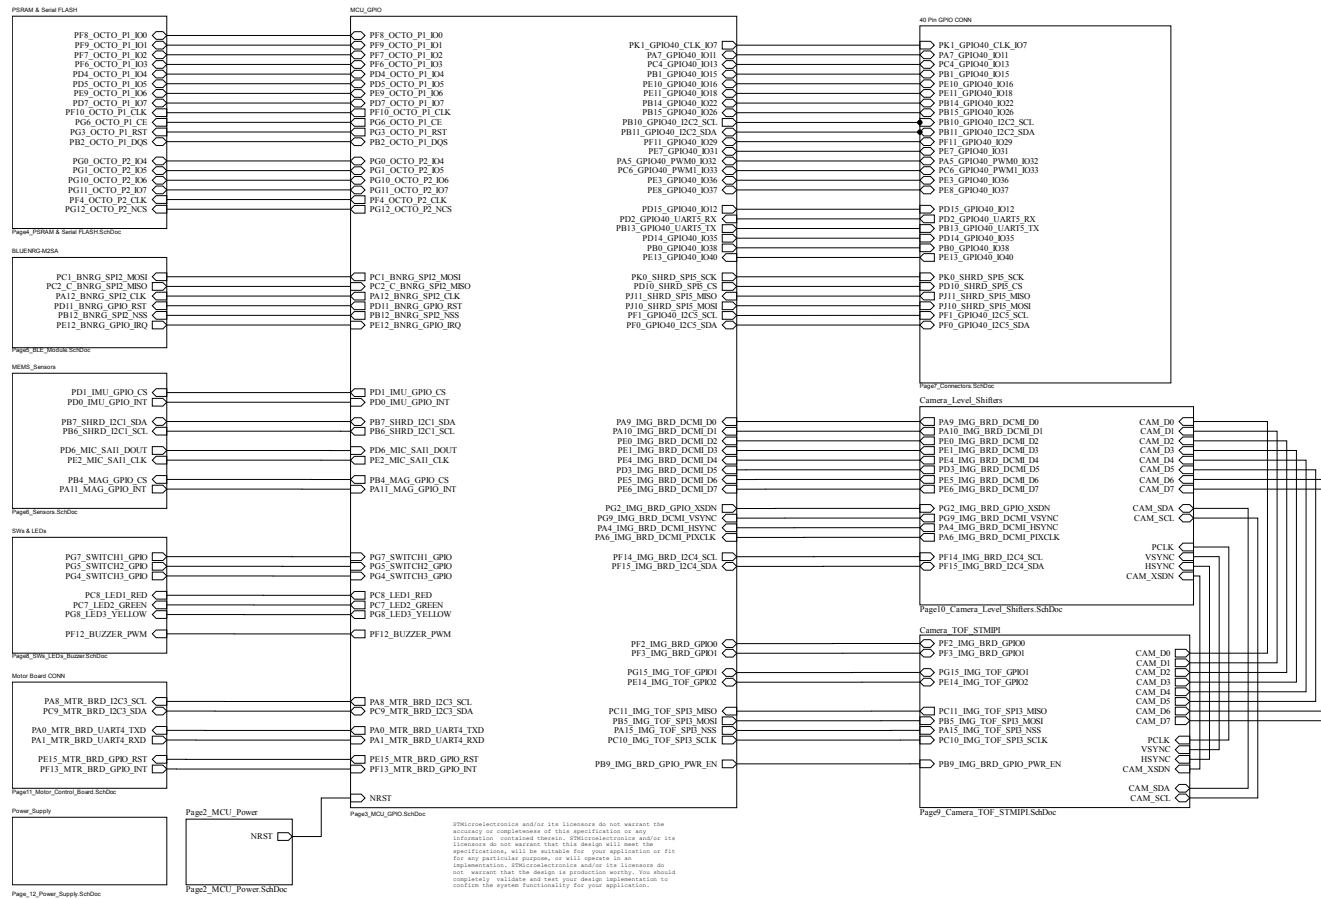 PSRAM & Serial FLASH
PF8_OCTO_P1_IO0
PF9_OCTO_P1_IO1
PF7_OCTO_P1_IO2
PF6_OCTO_P1_IO3
PD4_OCTO_P1_IO4
PD5_OCTO_P1_IO5
PE9_OCTO_P1_IO6
PD7_OCTO_P1_IO7
PF10_OCTO_P1_CLK
PG6_OCTO_P1_CE
PG3_OCTO_P1_RST
PB2_OCTO_P1_DQS
PG0_OCTO_P2_IO4
PG1_OCTO_P2_IO5
PG10_OCTO_P2_IO6
PG11_OCTO_P2_IO7
PF4_OCTO_P2_CLK
PG12_OCTO_P2_NCS
Page4_PSRAM & Serial FLASH.SchDoc
BLUENRG-M2SA
PC1_BNRG_SPI2_MOSI
PC2_C_BNRG_SPI2_MISO
PA12_BNRG_SPI2_CLK
PD11_BNRG_GPIO_RST
PB12_BNRG_SPI2_NSS
PE12_BNRG_GPIO_IRQ
Page5_BLE_Module.SchDoc
MEMS_Sensors
PD1_IMU_GPIO_CS
PD0_IMU_GPIO_INT
PB7_SHRD_I2C1_SDA
PB6_SHRD_I2C1_SCL
PD6_MIC_SAI1_DOUT
PE2_MIC_SAI1_CLK
PB4_MAG_GPIO_CS
PA11_MAG_GPIO_INT
Page6_Sensors.SchDoc
SWs & LEDs
PG7_SWITCH1_GPIO
PG5_SWITCH2_GPIO
PG4_SWITCH3_GPIO
PC8_LED1_RED
PC7_LED2_GREEN
PG8_LED3_YELLOW
PF12_BUZZER_PWM
Page8_SWs_LEDs_Buzzer.SchDoc
Motor Board CONN
PA8_MTR_BRD_I2C3_SCL
PC9_MTR_BRD_I2C3_SDA
PA0_MTR_BRD_UART4_TXD
PA1_MTR_BRD_UART4_RXD
PE15_MTR_BRD_GPIO_RST
PF13_MTR_BRD_GPIO_INT
Page11_Motor_Control_Board.SchDoc
Power_Supply
Page_12_Power_Supply.SchDoc
Page2_MCU_Power
NRST
Page2_MCU_Power.SchDoc
MCU_GPIO
PF8_OCTO_P1_IO0
PF9_OCTO_P1_IO1
PF7_OCTO_P1_IO2
PF6_OCTO_P1_IO3
PD4_OCTO_P1_IO4
PD5_OCTO_P1_IO5
PE9_OCTO_P1_IO6
PD7_OCTO_P1_IO7
PF10_OCTO_P1_CLK
PG6_OCTO_P1_CE
PG3_OCTO_P1_RST
PB2_OCTO_P1_DQS
PG0_OCTO_P2_IO4
PG1_OCTO_P2_IO5
PG10_OCTO_P2_IO6
PG11_OCTO_P2_IO7
PF4_OCTO_P2_CLK
PG12_OCTO_P2_NCS
PC1_BNRG_SPI2_MOSI
PC2_C_BNRG_SPI2_MISO
PA12_BNRG_SPI2_CLK
PD11_BNRG_GPIO_RST
PB12_BNRG_SPI2_NSS
PE12_BNRG_GPIO_IRQ
PD1_IMU_GPIO_CS
PD0_IMU_GPIO_INT
PB7_SHRD_I2C1_SDA
PB6_SHRD_I2C1_SCL
PD6_MIC_SAI1_DOUT
PE2_MIC_SAI1_CLK
PB4_MAG_GPIO_CS
PA11_MAG_GPIO_INT
PG7_SWITCH1_GPIO
PG5_SWITCH2_GPIO
PG4_SWITCH3_GPIO
PC8_LED1_RED
PC7_LED2_GREEN
PG8_LED3_YELLOW
PF12_BUZZER_PWM
PA8_MTR_BRD_I2C3_SCL
PC9_MTR_BRD_I2C3_SDA
PA0_MTR_BRD_UART4_TXD
PA1_MTR_BRD_UART4_RXD
PE15_MTR_BRD_GPIO_RST
PF13_MTR_BRD_GPIO_INT
NRST
PK1_GPIO40_CLK_IO7
PA7_GPIO40_IO11
PC4_GPIO40_IO13
PB1_GPIO40_IO15
PE10_GPIO40_IO16
PE11_GPIO40_IO18
PB14_GPIO40_IO22
PB15_GPIO40_IO26
PB10_GPIO40_I2C2_SCL
PB11_GPIO40_I2C2_SDA
PF11_GPIO40_IO29
PE7_GPIO40_IO31
PA5_GPIO40_PWM0_IO32
PC6_GPIO40_PWM1_IO33
PE3_GPIO40_IO36
PE8_GPIO40_IO37
PD15_GPIO40_IO12
PD2_GPIO40_UART5_RX
PB13_GPIO40_UART5_TX
PD14_GPIO40_IO35
PB0_GPIO40_IO38
PE13_GPIO40_IO40
PK0_SHRD_SPI5_SCK
PD10_SHRD_SPI5_CS
PJ11_SHRD_SPI5_MISO
PJ10_SHRD_SPI5_MOSI
PF1_GPIO40_I2C5_SCL
PF0_GPIO40_I2C5_SDA
PA9_IMG_BRD_DCMI_D0
PA10_IMG_BRD_DCMI_D1
PE0_IMG_BRD_DCMI_D2
PE1_IMG_BRD_DCMI_D3
PE4_IMG_BRD_DCMI_D4
PD3_IMG_BRD_DCMI_D5
PE5_IMG_BRD_DCMI_D6
PE6_IMG_BRD_DCMI_D7
PG2_IMG_BRD_GPIO_XSDN
PG9_IMG_BRD_DCMI_VSYNC
PA4_IMG_BRD_DCMI_HSYNC
PA6_IMG_BRD_DCMI_PIXCLK
PF14_IMG_BRD_I2C4_SCL
PF15_IMG_BRD_I2C4_SDA
PF2_IMG_BRD_GPIO0
PF3_IMG_BRD_GPIO1
PG15_IMG_TOF_GPIO1
PE14_IMG_TOF_GPIO2
PC11_IMG_TOF_SPI3_MISO
PB5_IMG_TOF_SPI3_MOSI
PA15_IMG_TOF_SPI3_NSS
PC10_IMG_TOF_SPI3_SCLK
PB9_IMG_BRD_GPIO_PWR_EN
Page3_MCU_GPIO.SchDoc
40 Pin GPIO CONN
PK1_GPIO40_CLK_IO7
PA7_GPIO40_IO11
PC4_GPIO40_IO13
PB1_GPIO40_IO15
PE10_GPIO40_IO16
PE11_GPIO40_IO18
PB14_GPIO40_IO22
PB15_GPIO40_IO26
PB10_GPIO40_I2C2_SCL
PB11_GPIO40_I2C2_SDA
PF11_GPIO40_IO29
PE7_GPIO40_IO31
PA5_GPIO40_PWM0_IO32
PC6_GPIO40_PWM1_IO33
PE3_GPIO40_IO36
PE8_GPIO40_IO37
PD15_GPIO40_IO12
PD2_GPIO40_UART5_RX
PB13_GPIO40_UART5_TX
PD14_GPIO40_IO35
PB0_GPIO40_IO38
PE13_GPIO40_IO40
PK0_SHRD_SPI5_SCK
PD10_SHRD_SPI5_CS
PJ11_SHRD_SPI5_MISO
PJ10_SHRD_SPI5_MOSI
PF1_GPIO40_I2C5_SCL
PF0_GPIO40_I2C5_SDA
Page7_Connectors.SchDoc
Camera_Level_Shifters
PA9_IMG_BRD_DCMI_D0
PA10_IMG_BRD_DCMI_D1
PE0_IMG_BRD_DCMI_D2
PE1_IMG_BRD_DCMI_D3
PE4_IMG_BRD_DCMI_D4
PD3_IMG_BRD_DCMI_D5
PE5_IMG_BRD_DCMI_D6
PE6_IMG_BRD_DCMI_D7
PG2_IMG_BRD_GPIO_XSDN
PG9_IMG_BRD_DCMI_VSYNC
PA4_IMG_BRD_DCMI_HSYNC
PA6_IMG_BRD_DCMI_PIXCLK
PF14_IMG_BRD_I2C4_SCL
PF15_IMG_BRD_I2C4_SDA
CAM_D0
CAM_D1
CAM_D2
CAM_D3
CAM_D4
CAM_D5
CAM_D6
CAM_D7
CAM_SDA
CAM_SCL
PCLK
VSYNC
HSYNC
CAM_XSDN
Page10_Camera_Level_Shifters.SchDoc
Camera_TOF_STMIPI
PF2_IMG_BRD_GPIO0
PF3_IMG_BRD_GPIO1
PG15_IMG_TOF_GPIO1
PE14_IMG_TOF_GPIO2
PC11_IMG_TOF_SPI3_MISO
PB5_IMG_TOF_SPI3_MOSI
PA15_IMG_TOF_SPI3_NSS
PC10_IMG_TOF_SPI3_SCLK
PB9_IMG_BRD_GPIO_PWR_EN
CAM_D0
CAM_D1
CAM_D2
CAM_D3
CAM_D4
CAM_D5
CAM_D6
CAM_D7
PCLK
VSYNC
HSYNC
CAM_XSDN
CAM_SDA
CAM_SCL
Page9_Camera_TOF_STMIPI.SchDoc
STMicroelectronics and/or its licensors do not warrant the
accuracy or completeness of this specification or any
information contained therein. STMicroelectronics and/or its
licensors do not warrant that this design will meet the
specifications, will be suitable for your application or fit
for any particular purpose, or will operate in an
implementation. STMicroelectronics and/or its licensors do
not warrant that the design is production worthy. You should
completely validate and test your design implementation to
confirm the system functionality for your application.